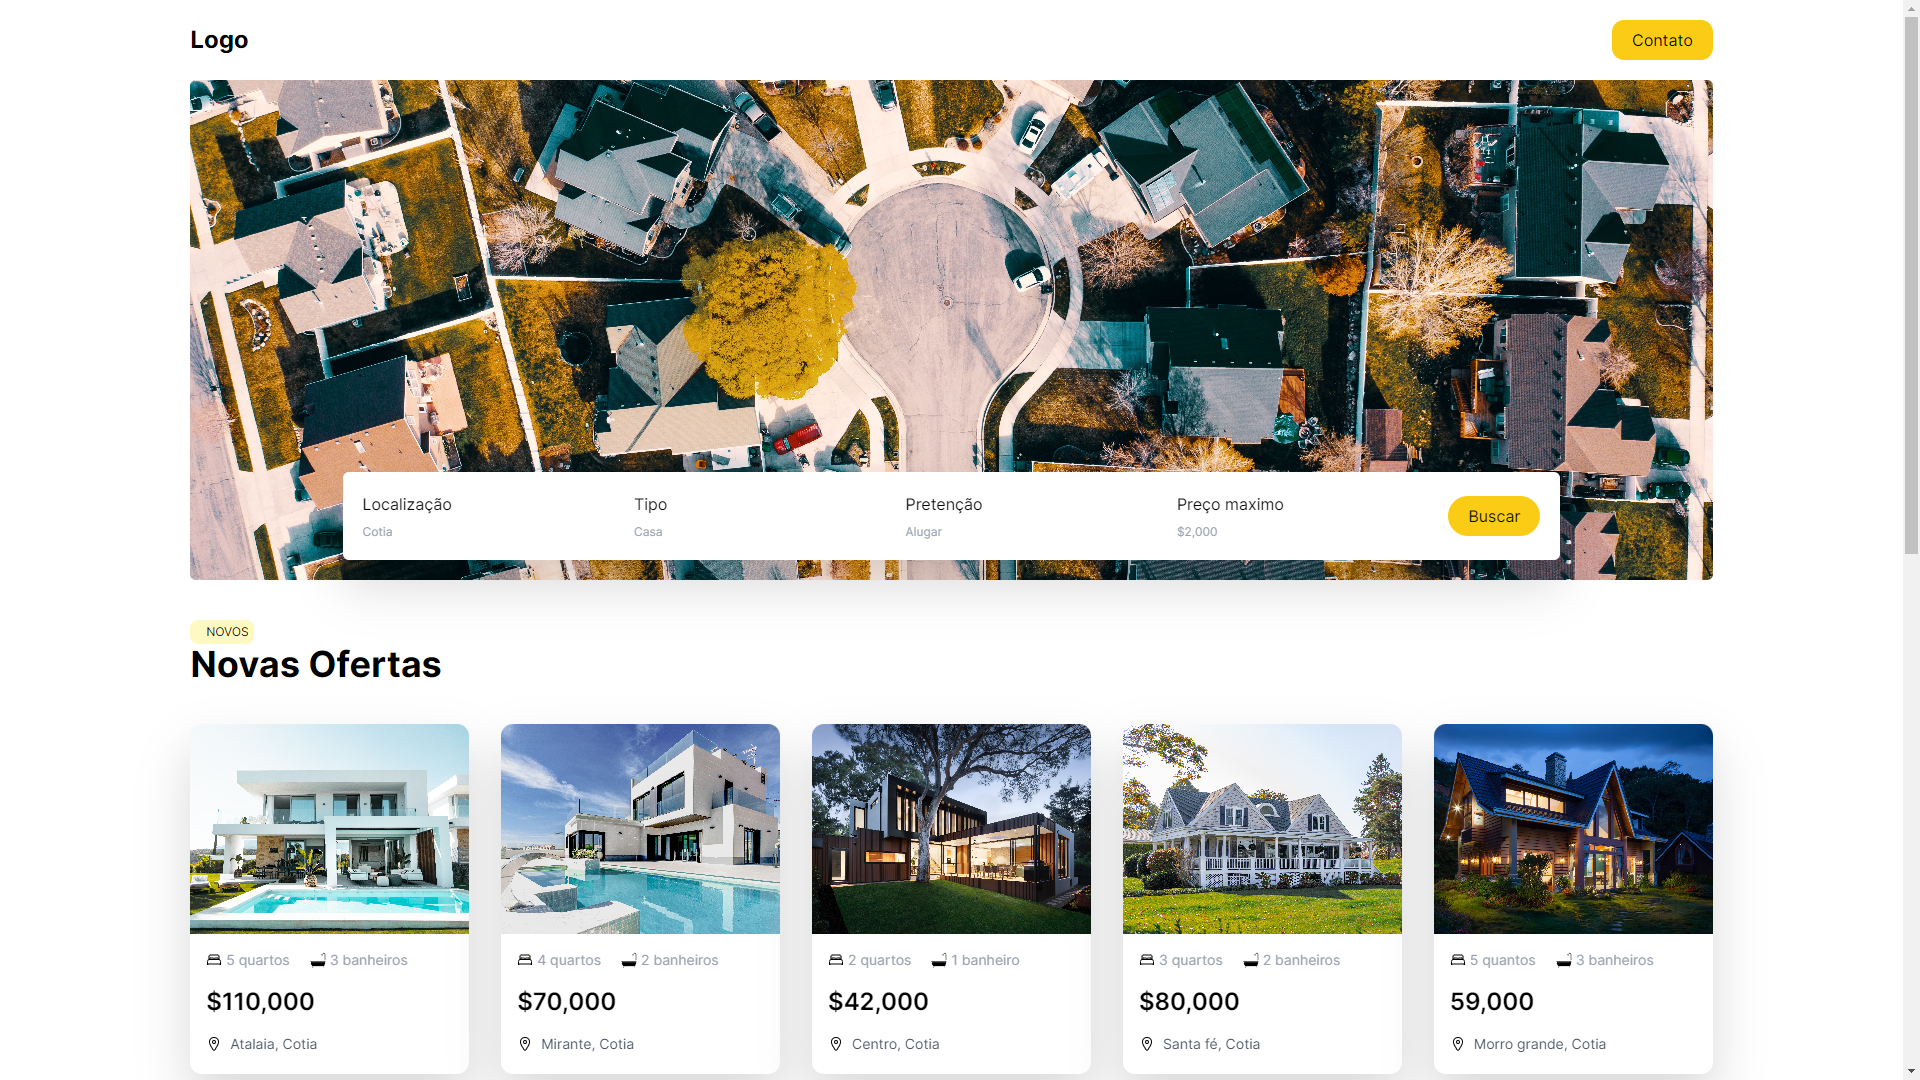 Logo
Contato
Localização
Tipo
Pretenção
Preço maximo
Cotia
Casa
Alugar
$2,000
Buscar
NOVOS
Novas Ofertas
5 quartos 3 banheiros
$110,000
Atalaia, Cotia
4 quartos 2 banheiros
$70,000
Mirante, Cotia
2 quartos 1 banheiro
$42,000
Centro, Cotia
3 quartos 2 banheiros
$80,000
Santa fé, Cotia
5 quantos 3 banheiros
59,000
Morro grande, Cotia